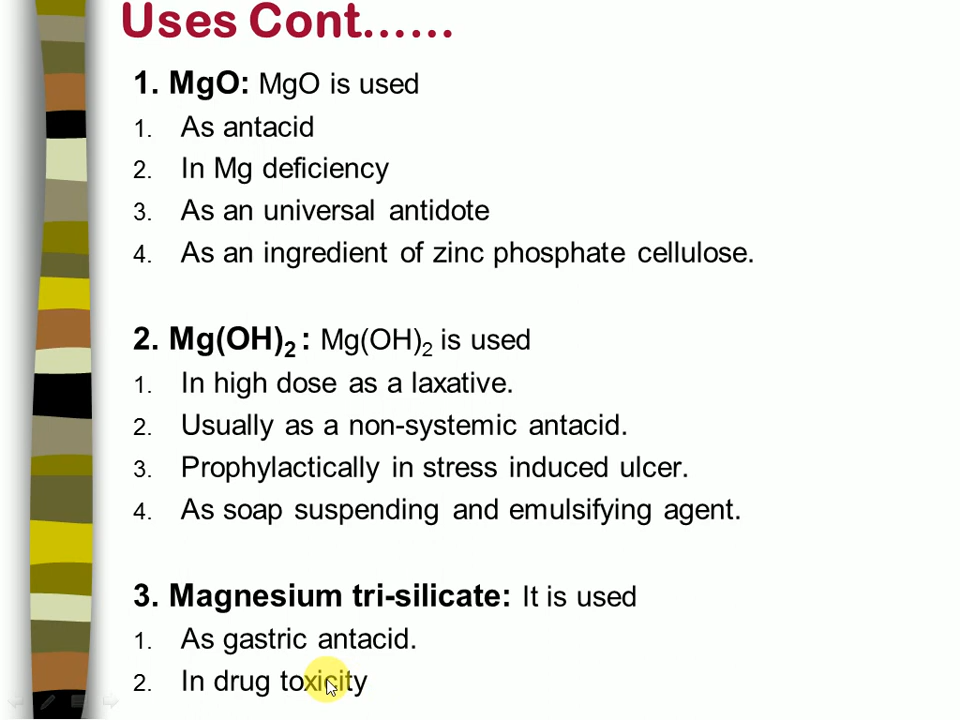 Uses Cont……
1. MgO: MgO is used
1. As antacid
2. In Mg deficiency
3. As an universal antidote
4. As an ingredient of zinc phosphate cellulose.
2. Mg(OH)₂ : Mg(OH)₂ is used
1. In high dose as a laxative.
2. Usually as a non-systemic antacid.
3. Prophylactically in stress induced ulcer.
4. As soap suspending and emulsifying agent.
3. Magnesium tri-silicate: It is used
1. As gastric antacid.
2. In drug toxicity